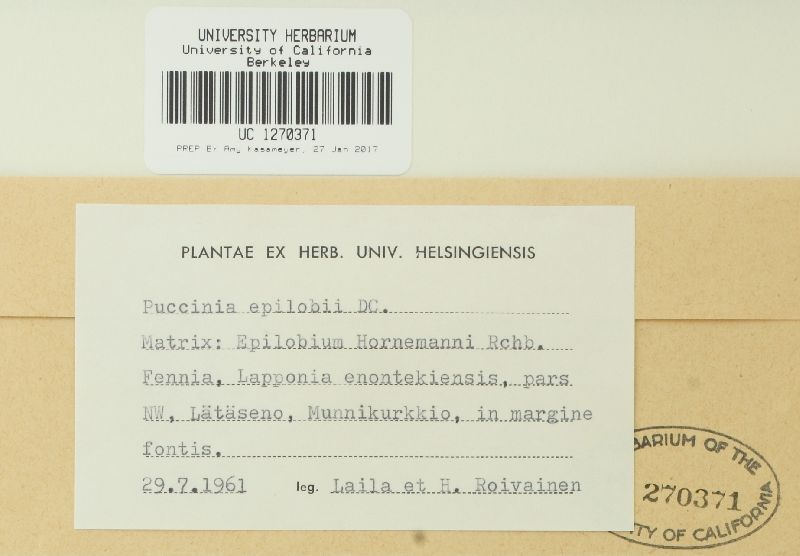 UNIVERSITY HERBARIUM
University of California
Berkeley
UC 1270371
PREP BY Amy Kasameyer, 27 Jan 2017
PLANTAE EX HERB. UNIV. HELSINGIENSIS
Puccinia epilobii DC.
Matrix: Epilobium Hornemanni Rchb.
Fennia, Lapponia enontekiensis, pars
NW, Lätäseno, Munnikurkkio, in margine
fontis.
29.7.1961 leg. Laila et H. Roivainen
BARIUM OF THE
270371
TY OF CALIFORNIA